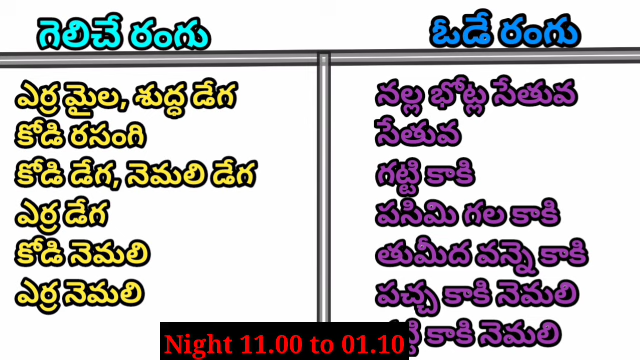 గెలిచే రంగు
ఎర్ర మైల, శుద్ధ డేగ
కోడి రసంగి
కోడి డేగ, నెమలి డేగ
ఎర్ర డేగ
కోడి నెమలి
ఎర్ర నెమలి
ఓడే రంగు
నల్ల భోట్ల సేతువ
సేతువ
గట్టి కాకి
పసిమి గల కాకి
తుమీద వన్నె కాకి
పచ్చ కాకి నెమలి
కాకి నెమలి
Night 11.00 to 01.10